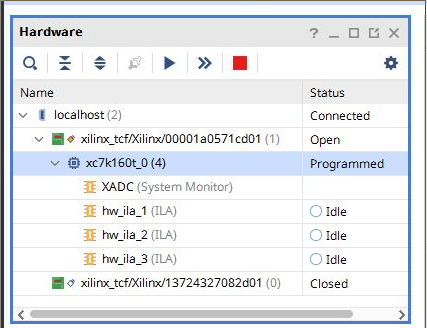 Hardware
Name Status
localhost (2) Connected
xilinx_tcf/Xilinx/00001a0571cd01 (1) Open
xc7k160t_0 (4) Programmed
XADC (System Monitor)
hw_ila_1 (ILA) Idle
hw_ila_2 (ILA) Idle
hw_ila_3 (ILA) Idle
xilinx_tcf/Xilinx/13724327082d01 (0) Closed